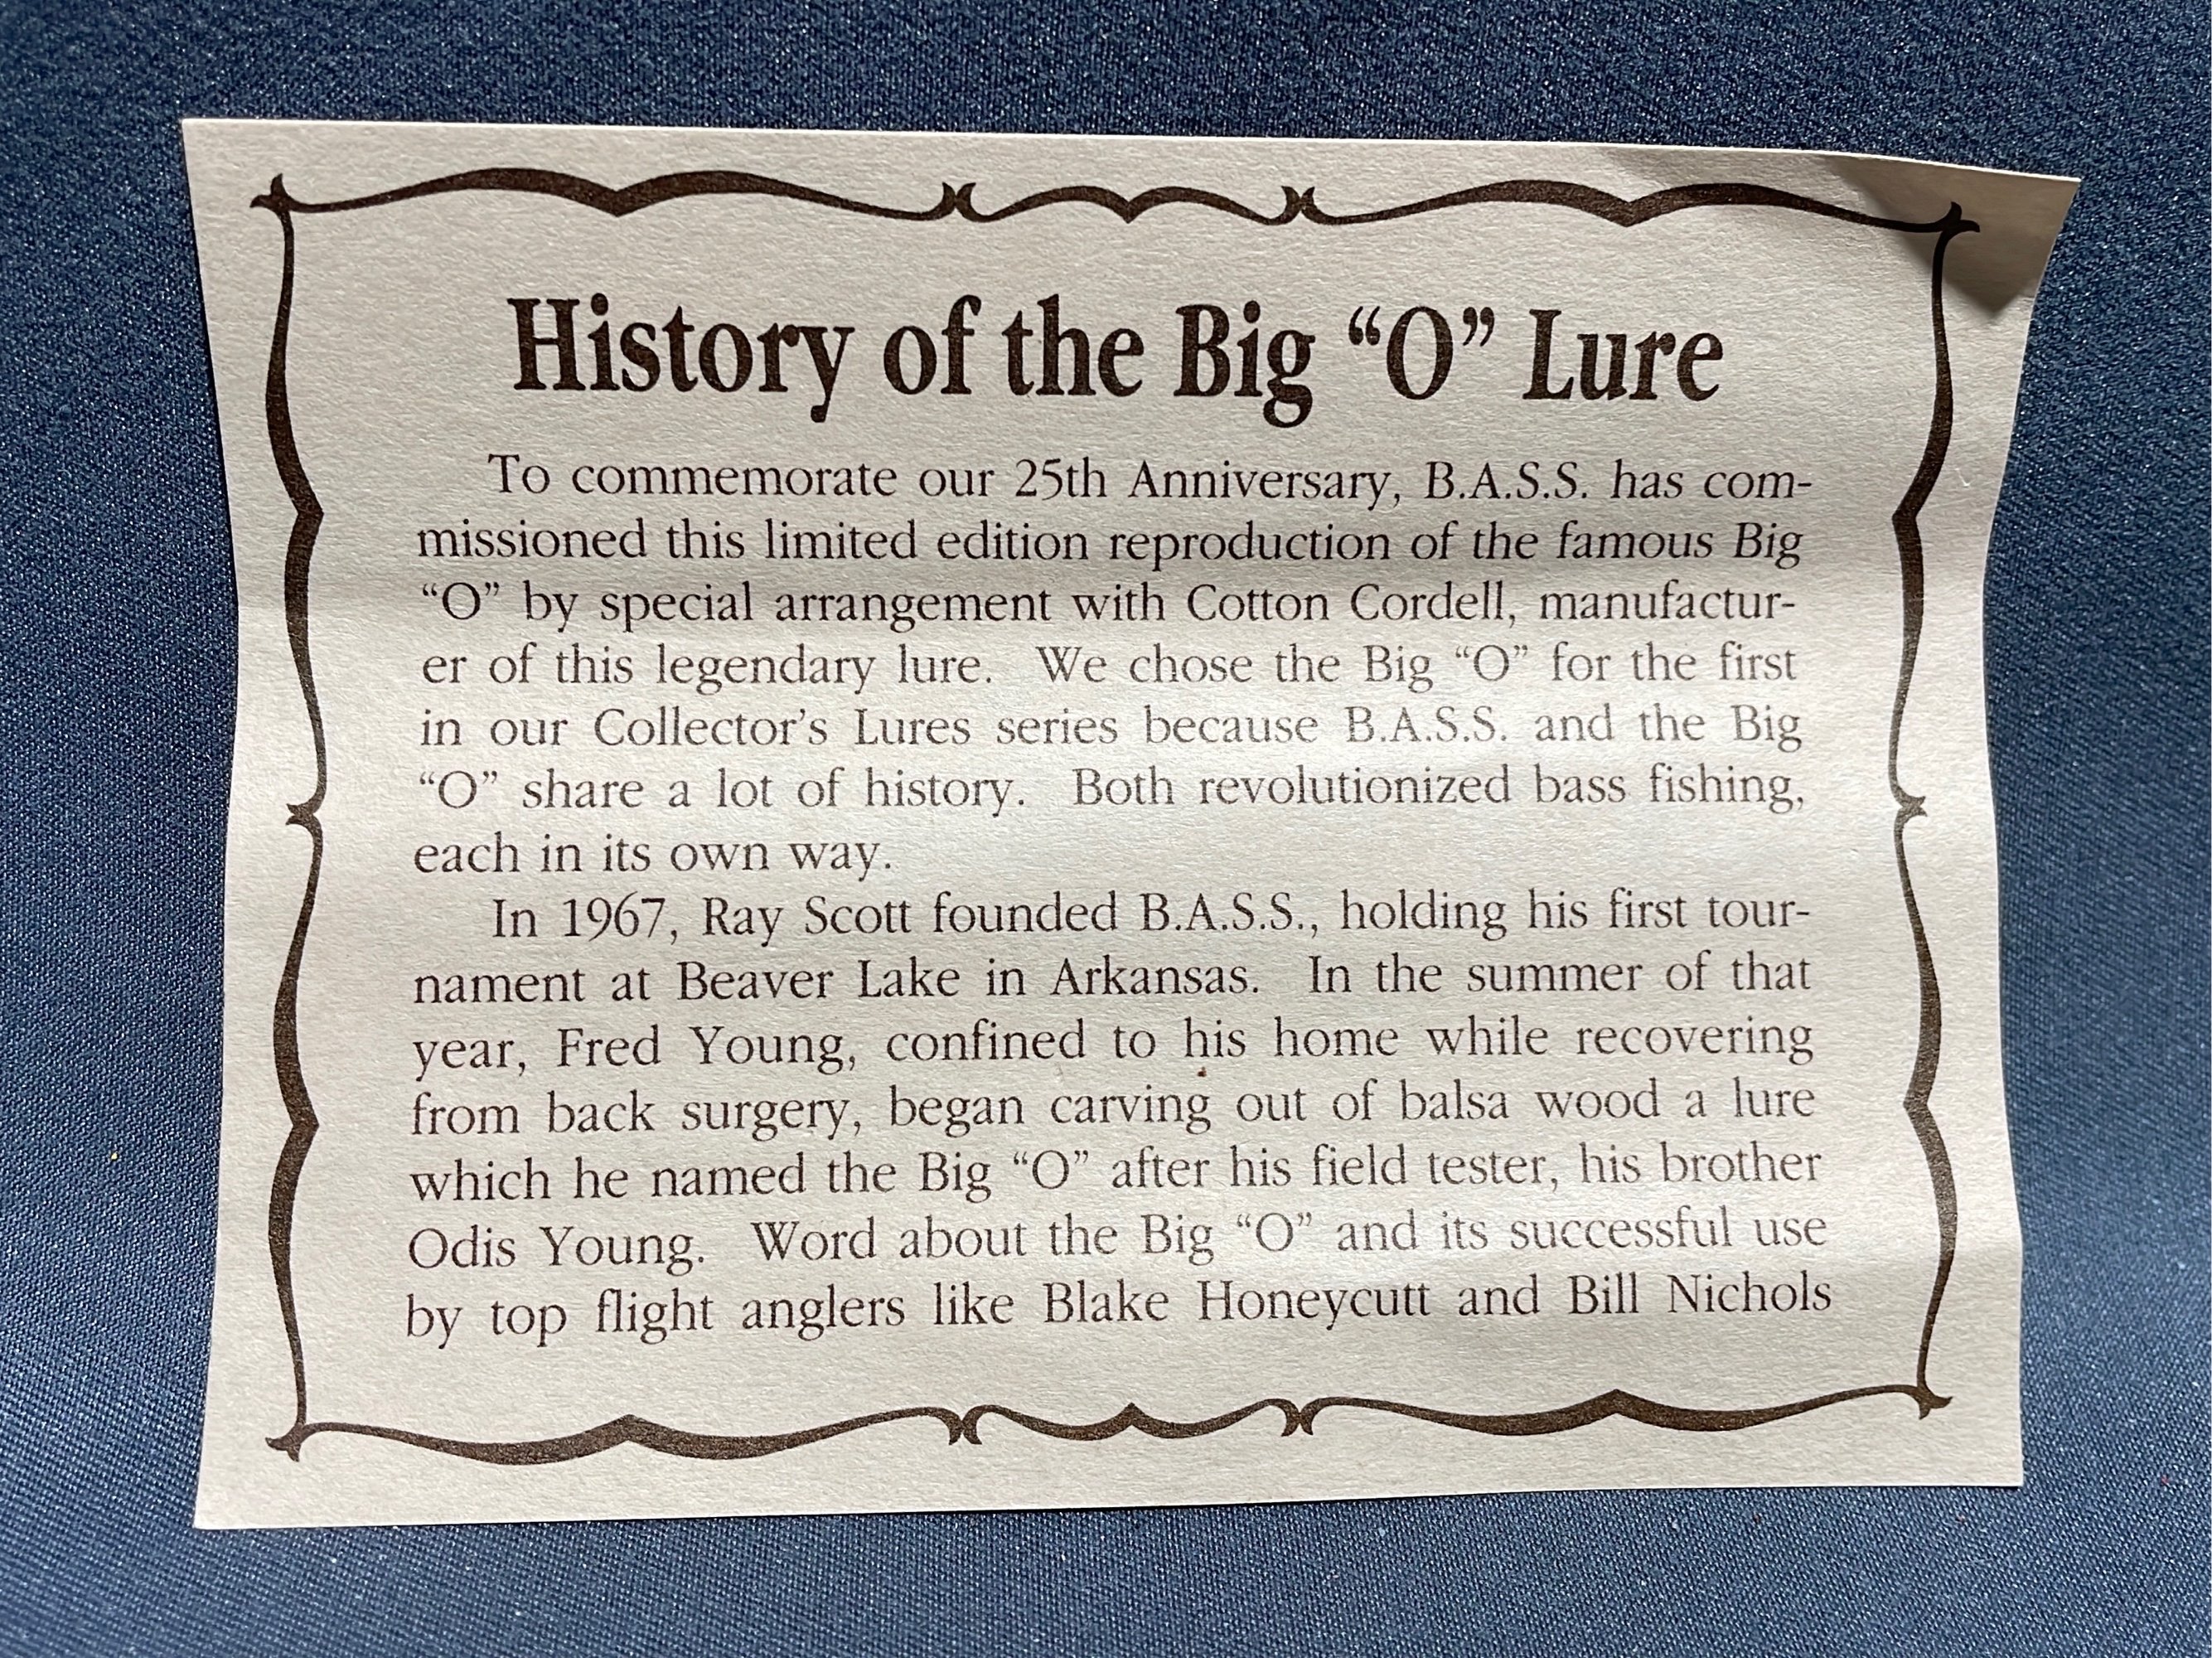 History of the Big “O” Lure
To commemorate our 25th Anniversary, B.A.S.S. has com-
missioned this limited edition reproduction of the famous Big
“O” by special arrangement with Cotton Cordell, manufactur-
er of this legendary lure. We chose the Big “O” for the first
in our Collector’s Lures series because B.A.S.S. and the Big
“O” share a lot of history. Both revolutionized bass fishing,
each in its own way.
In 1967, Ray Scott founded B.A.S.S., holding his first tour-
nament at Beaver Lake in Arkansas. In the summer of that
year, Fred Young, confined to his home while recovering
from back surgery, began carving out of balsa wood a lure
which he named the Big “O” after his field tester, his brother
Odis Young. Word about the Big “O” and its successful use
by top flight anglers like Blake Honeycutt and Bill Nichols